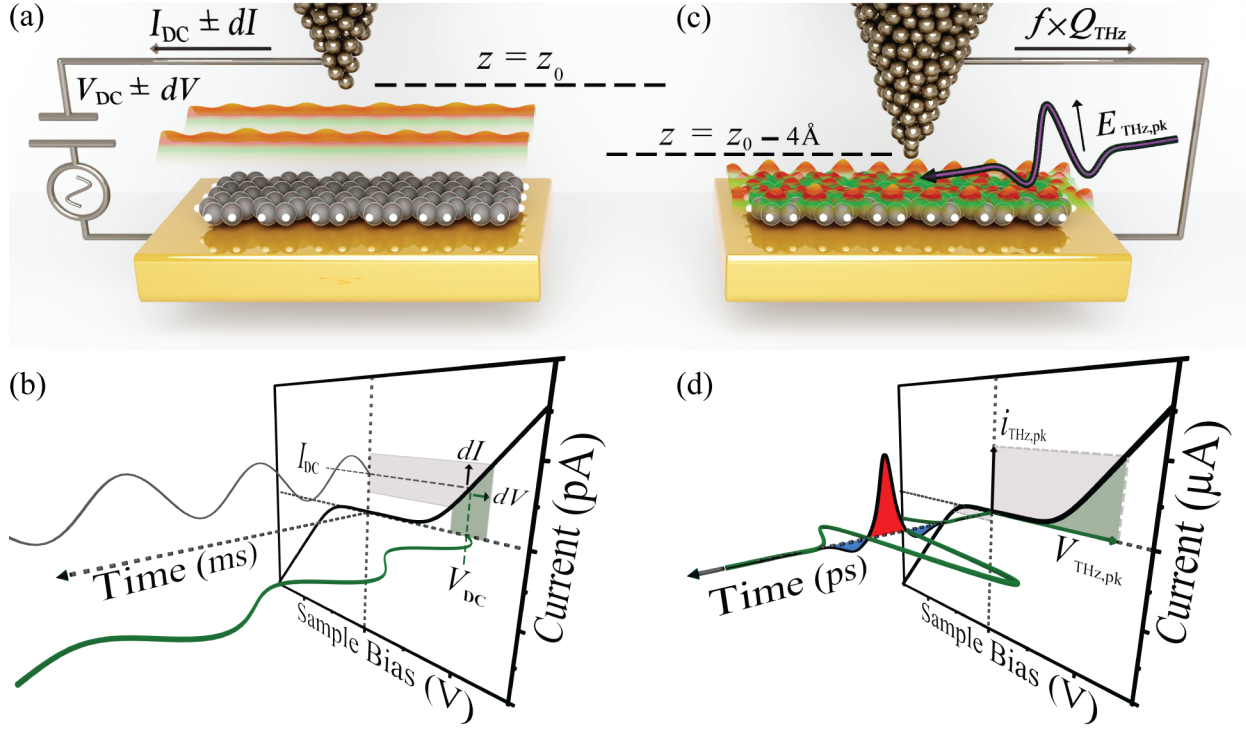 (a)
I_DC ± dI
V_DC ± dV
z = z_0
(c)
f × Q_THz
z = z_0 – 4Å
E_THz,pk
(b)
I_DC
dI
dV
V_DC
Time (ms)
Sample Bias (V)
Current (pA)
(d)
i_THz,pk
V_THz,pk
Time (ps)
Sample Bias (V)
Current (μA)